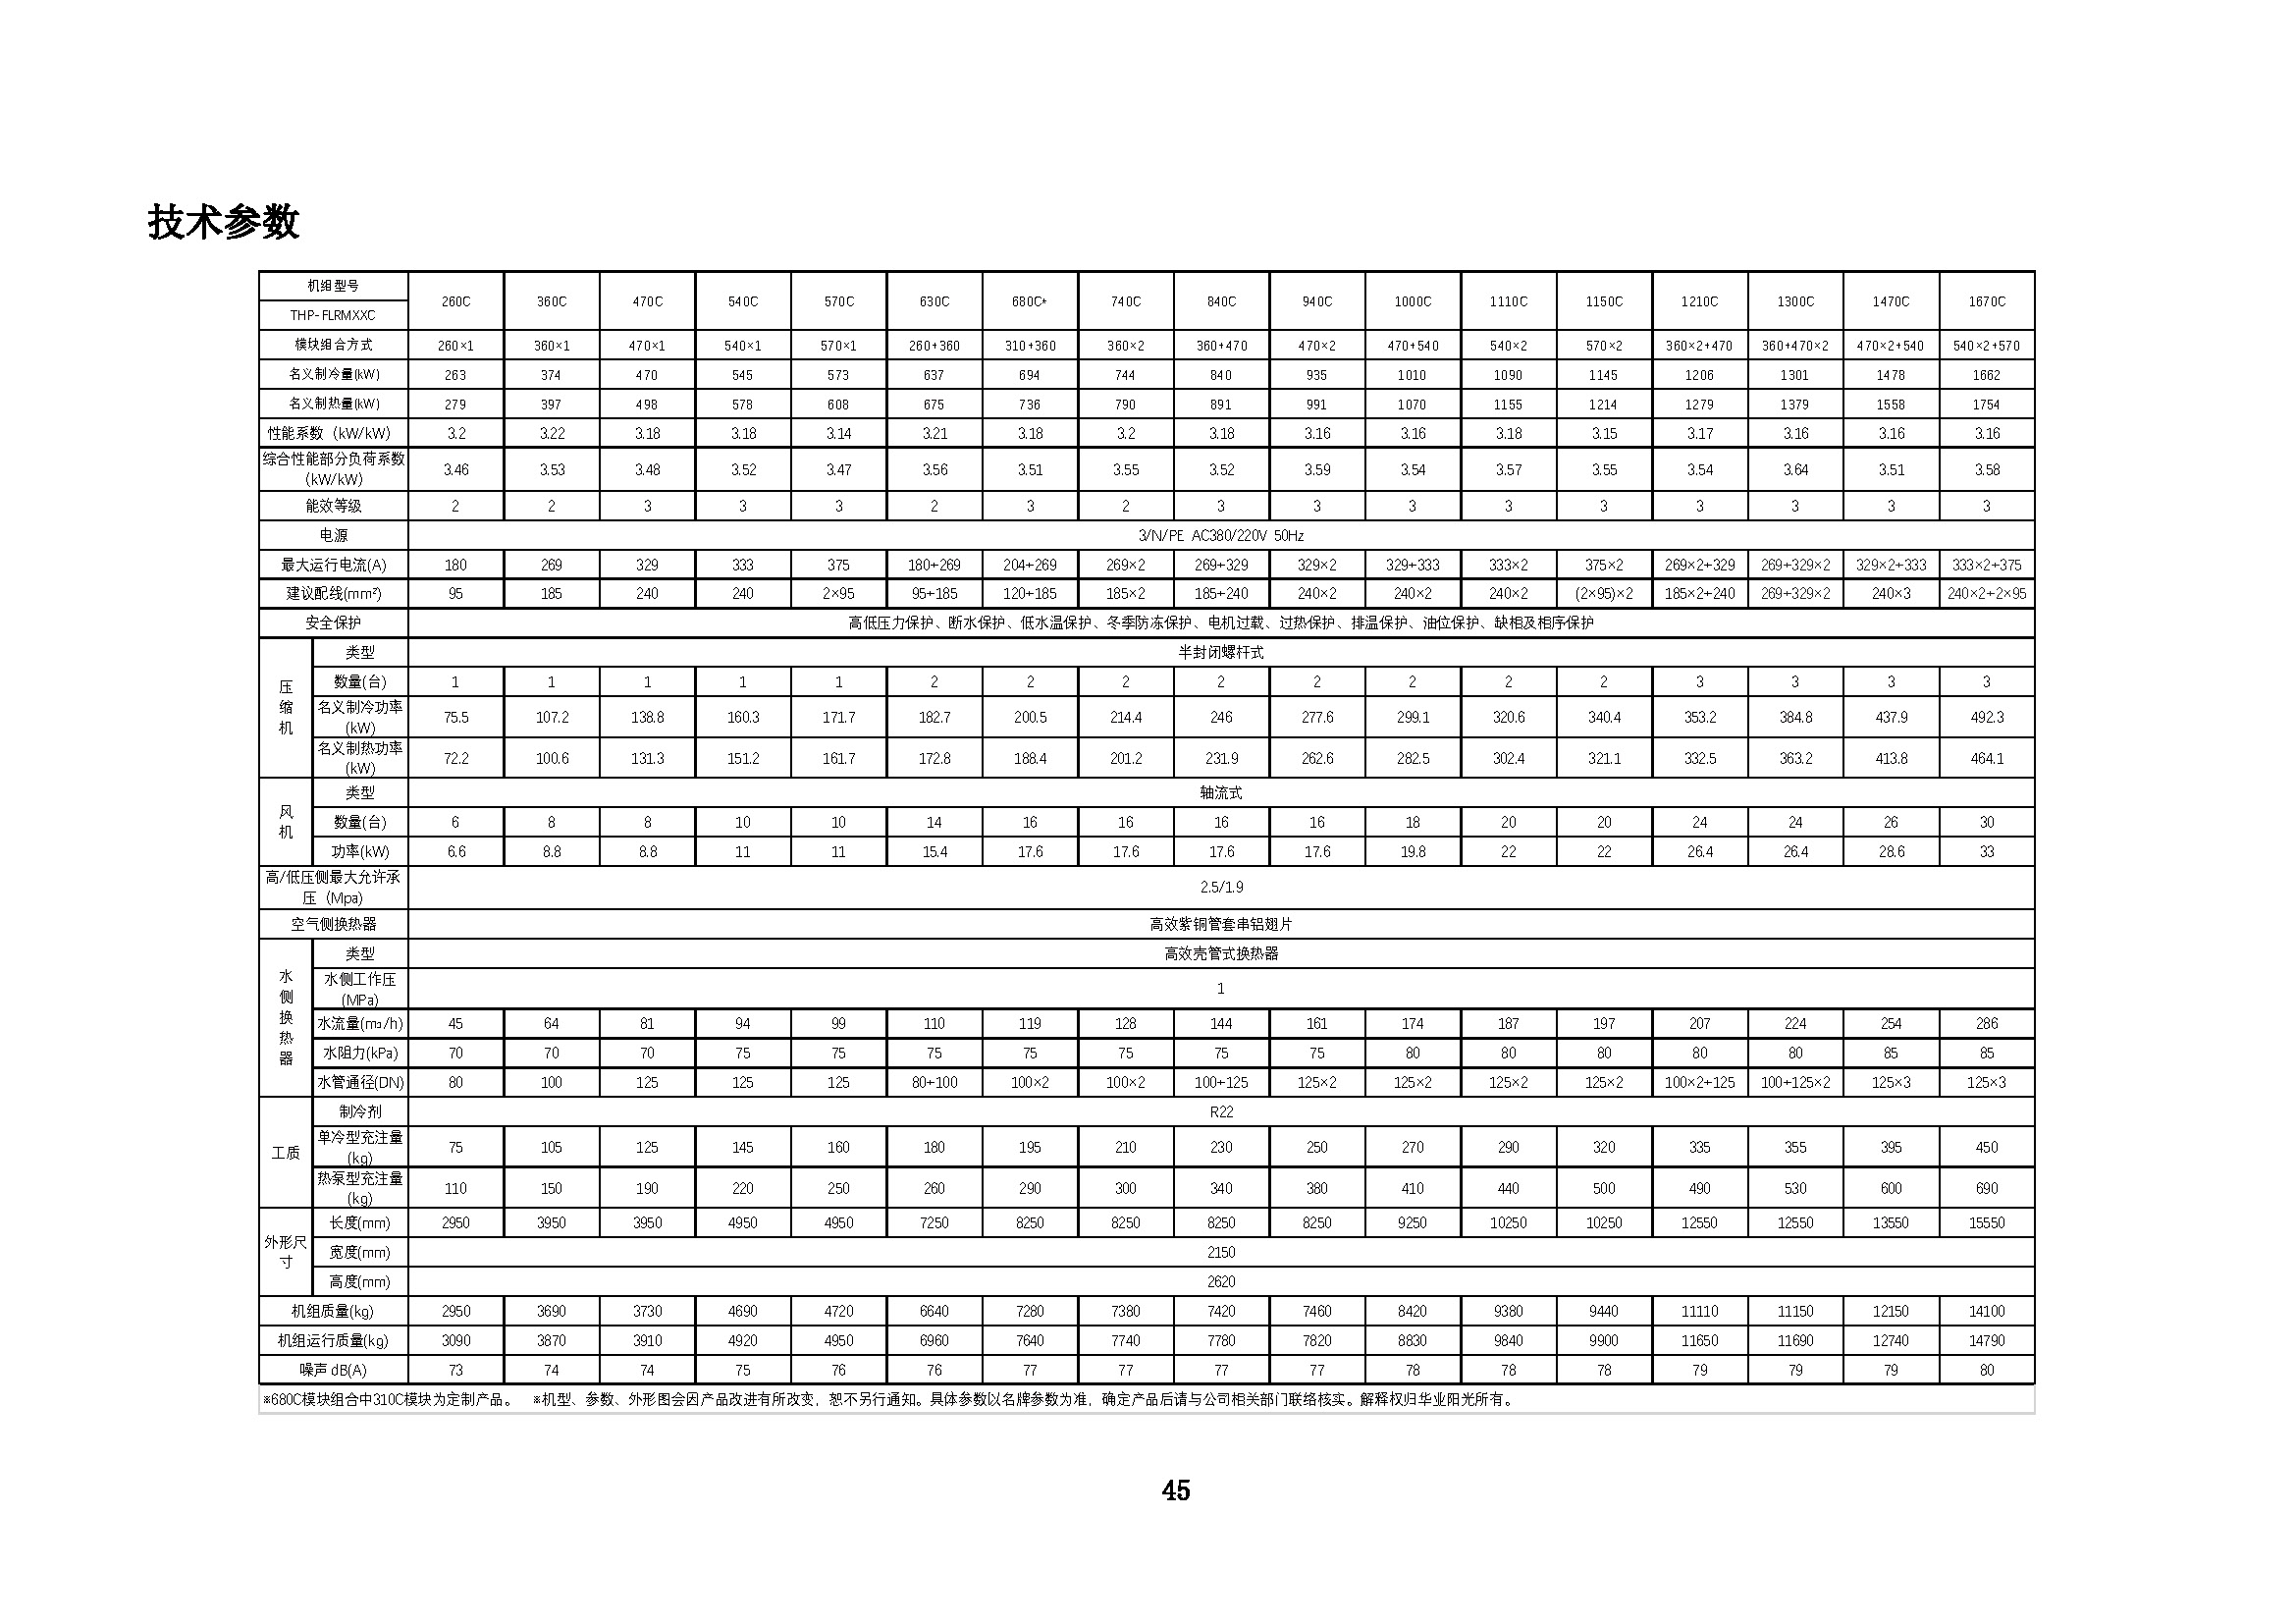 技术参数
机组型号 260C 360C 470C 540C 570C 630C 680C* 740C 840C 940C 1000C 1110C 1150C 1210C 1300C 1470C 1670C
THP-FLRMXXC
模块组合方式 260×1 360×1 470×1 540×1 570×1 260+360 310+360 360×2 360+470 470×2 470+540 540×2 570×2 360×2+470 360+470×2 470×2+540 540×2+570
名义制冷量(kW) 263 374 470 545 573 637 694 744 840 935 1010 1090 1145 1206 1301 1478 1662
名义制热量(kW) 279 397 498 578 608 675 736 790 891 991 1070 1155 1214 1279 1379 1558 1754
性能系数（kW/kW） 3.2 3.22 3.18 3.18 3.14 3.21 3.18 3.2 3.18 3.16 3.16 3.18 3.15 3.17 3.16 3.16 3.16
综合性能部分负荷系数
（kW/kW） 3.46 3.53 3.48 3.52 3.47 3.56 3.51 3.55 3.52 3.59 3.54 3.57 3.55 3.54 3.64 3.51 3.58
能效等级 2 2 3 3 3 2 3 2 3 3 3 3 3 3 3 3 3
电源 3/N/PE AC380/220V 50Hz
最大运行电流(A) 180 269 329 333 375 180+269 204+269 269×2 269+329 329×2 329+333 333×2 375×2 269×2+329 269+329×2 329×2+333 333×2+375
建议配线(mm²) 95 185 240 240 2×95 95+185 120+185 185×2 185+240 240×2 240×2 240×2 (2×95)×2 185×2+240 269+329×2 240×3 240×2+2×95
安全保护 高低压力保护、断水保护、低水温保护、冬季防冻保护、电机过载、过热保护、排温保护、油位保护、缺相及相序保护
压缩机 类型 半封闭螺杆式
数量(台) 1 1 1 1 1 2 2 2 2 2 2 2 2 3 3 3 3
名义制冷功率
(kW) 75.5 107.2 138.8 160.3 171.7 182.7 200.5 214.4 246 277.6 299.1 320.6 340.4 353.2 384.8 437.9 492.3
名义制热功率
(kW) 72.2 100.6 131.3 151.2 161.7 172.8 188.4 201.2 231.9 262.6 282.5 302.4 321.1 332.5 363.2 413.8 464.1
风机 类型 轴流式
数量(台) 6 8 8 10 10 14 16 16 16 16 18 20 20 24 24 26 30
功率(kW) 6.6 8.8 8.8 11 11 15.4 17.6 17.6 17.6 17.6 19.8 22 22 26.4 26.4 28.6 33
高/低压侧最大允许承
压（Mpa) 2.5/1.9
空气侧换热器 高效紫铜管套串铝翅片
水侧换热器 类型 高效壳管式换热器
水侧工作压
(MPa) 1
水流量(m3/h) 45 64 81 94 99 110 119 128 144 161 174 187 197 207 224 254 286
水阻力(kPa) 70 70 70 75 75 75 75 75 75 75 80 80 80 80 80 85 85
水管通径(DN) 80 100 125 125 125 80+100 100×2 100×2 100+125 125×2 125×2 125×2 125×2 100×2+125 100+125×2 125×3 125×3
工质 制冷剂 R22
单冷型充注量
(kg) 75 105 125 145 160 180 195 210 230 250 270 290 320 335 355 395 450
热泵型充注量
(kg) 110 150 190 220 250 260 290 300 340 380 410 440 500 490 530 600 690
外形尺寸 长度(mm) 2950 3950 3950 4950 4950 7250 8250 8250 8250 8250 9250 10250 10250 12550 12550 13550 15550
宽度(mm) 2150
高度(mm) 2620
机组质量(kg) 2950 3690 3730 4690 4720 6640 7280 7380 7420 7460 8420 9380 9440 11110 11150 12150 14100
机组运行质量(kg) 3090 3870 3910 4920 4950 6960 7640 7740 7780 7820 8830 9840 9900 11650 11690 12740 14790
噪声 dB(A) 73 74 74 75 76 76 77 77 77 77 78 78 78 79 79 79 80
※680C模块组合中310C模块为定制产品。 ※机型、参数、外形图会因产品改进有所改变，恕不另行通知。具体参数以名牌参数为准，确定产品后请与公司相关部门联络核实。解释权归华业阳光所有。
45